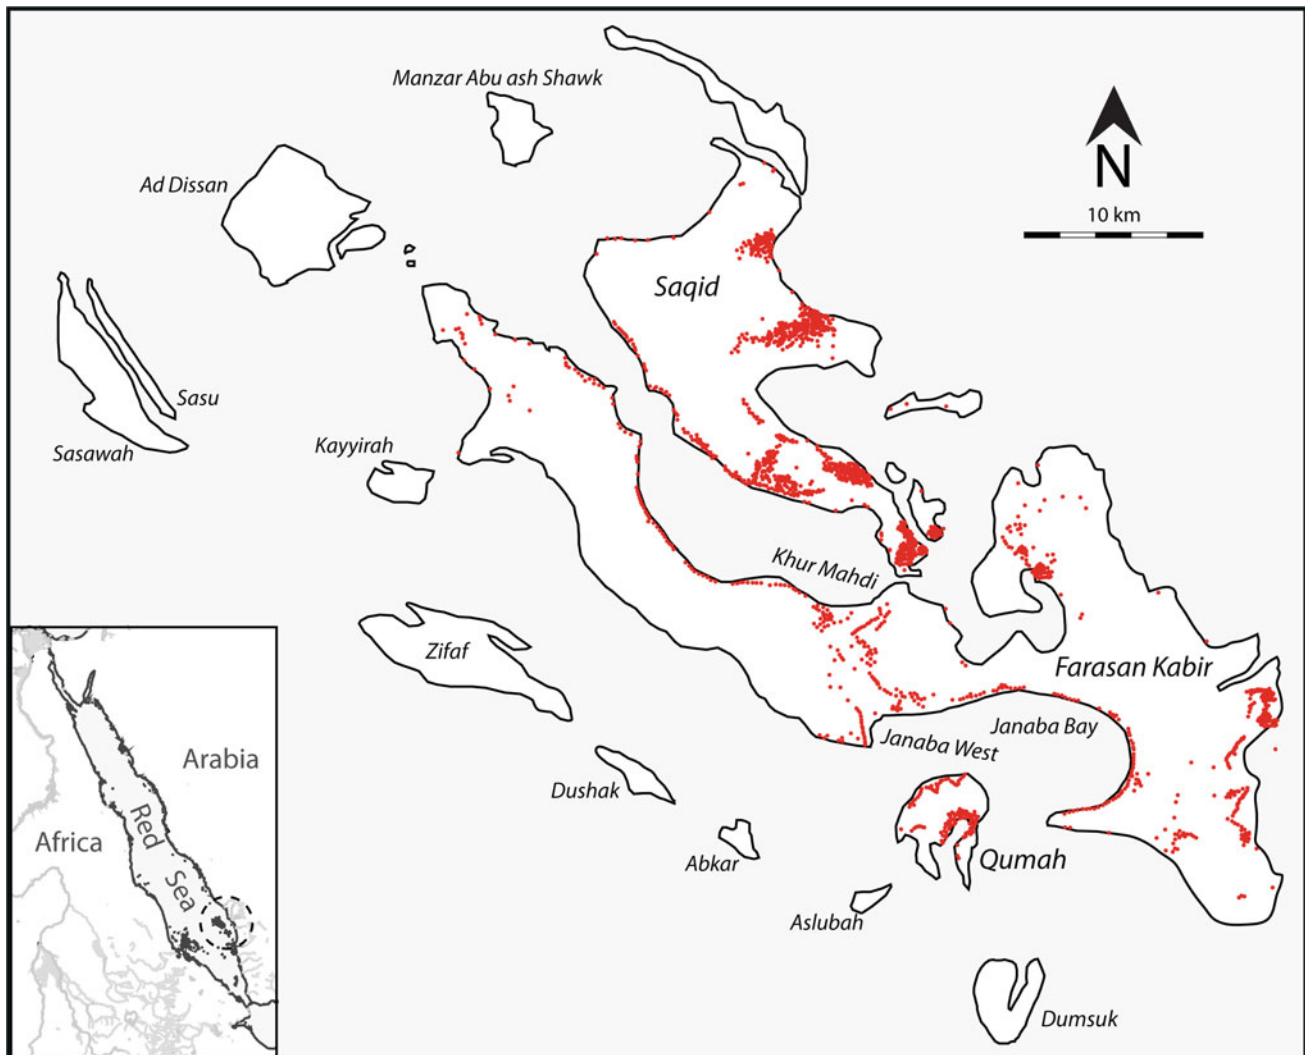 Manzar Abu ash Shawk
Ad Dissan
N
10 km
Saqid
Sasu
Sasawah
Kayyirah
Khur Mahdi
Zifaf
Farasan Kabir
Janaba West
Janaba Bay
Dushak
Abkar
Qumah
Aslubah
Dumsuk
Arabia
Africa
Red
Sea